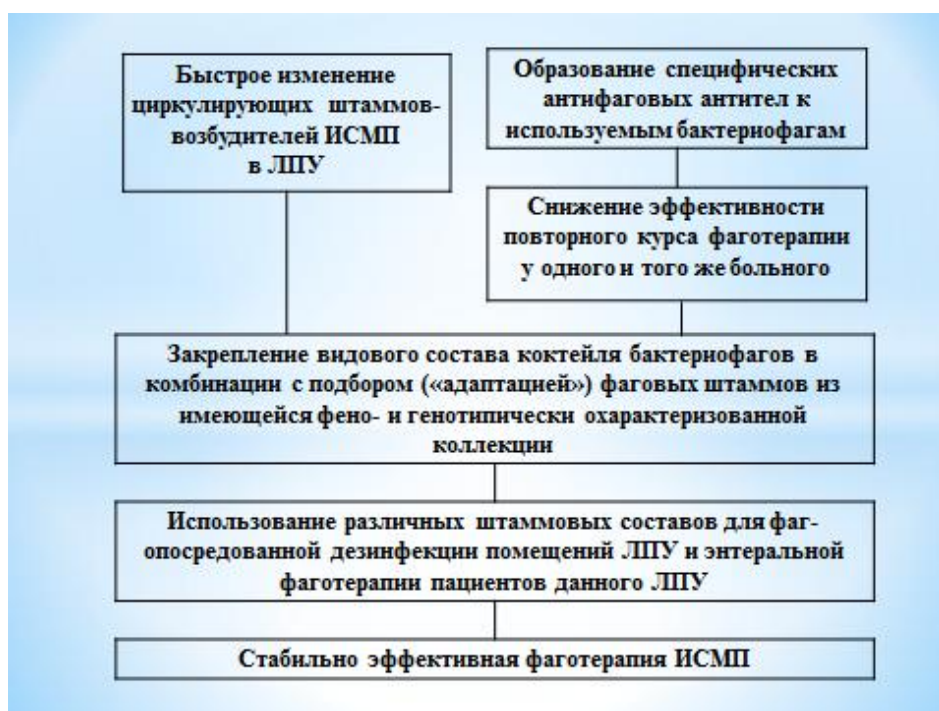 Быстрое изменение
циркулирующих штаммов-
возбудителей ИСМП
в ЛПУ
Образование специфических
антифаговых антител к
используемым бактериофагам
Снижение эффективности
повторного курса фаготерапии
у одного и того же больного
Закрепление видового состава коктейля бактериофагов в
комбинации с подбором («адаптацией») фаговых штаммов из
имеющейся фено- и генотипически охарактеризованной
коллекции
Использование различных штаммовых составов для фаг-
опосредованной дезинфекции помещений ЛПУ и энтеральной
фаготерапии пациентов данного ЛПУ
Стабильно эффективная фаготерапия ИСМП